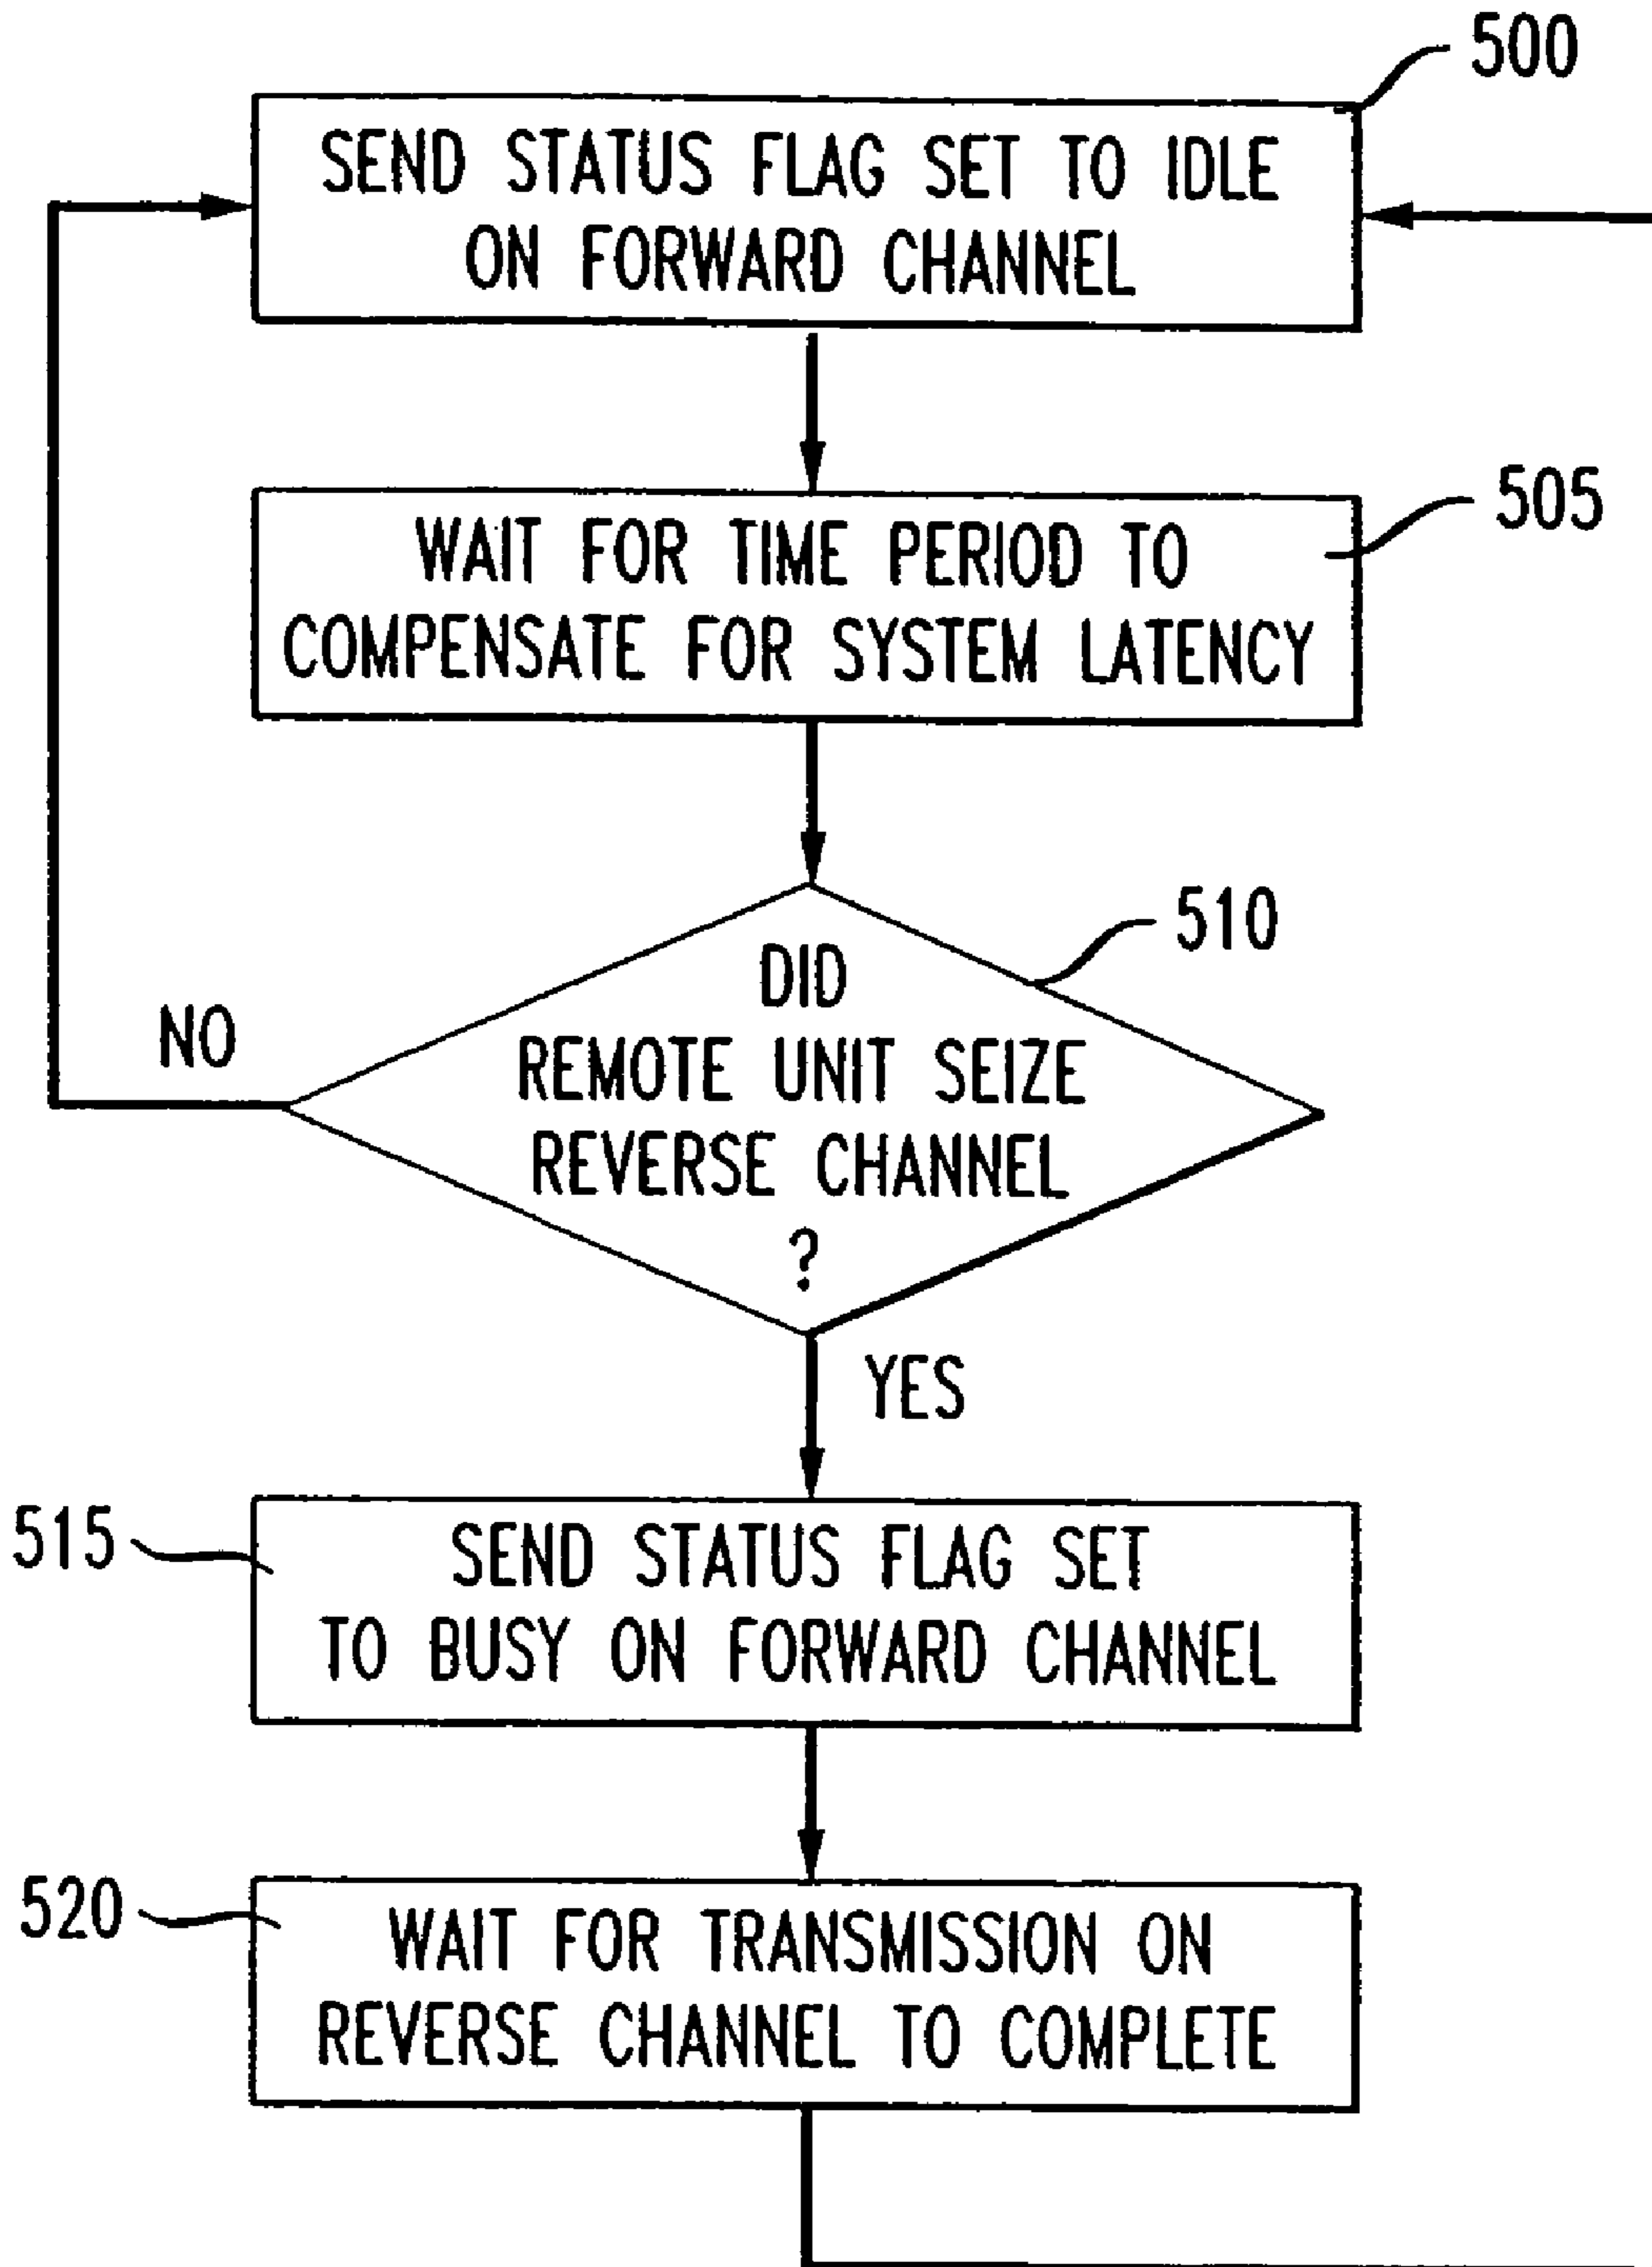 500
SEND STATUS FLAG SET TO IDLE
ON FORWARD CHANNEL
505
WAIT FOR TIME PERIOD TO
COMPENSATE FOR SYSTEM LATENCY
510
DID
REMOTE UNIT SEIZE
REVERSE CHANNEL
?
NO
YES
515
SEND STATUS FLAG SET
TO BUSY ON FORWARD CHANNEL
520
WAIT FOR TRANSMISSION ON
REVERSE CHANNEL TO COMPLETE